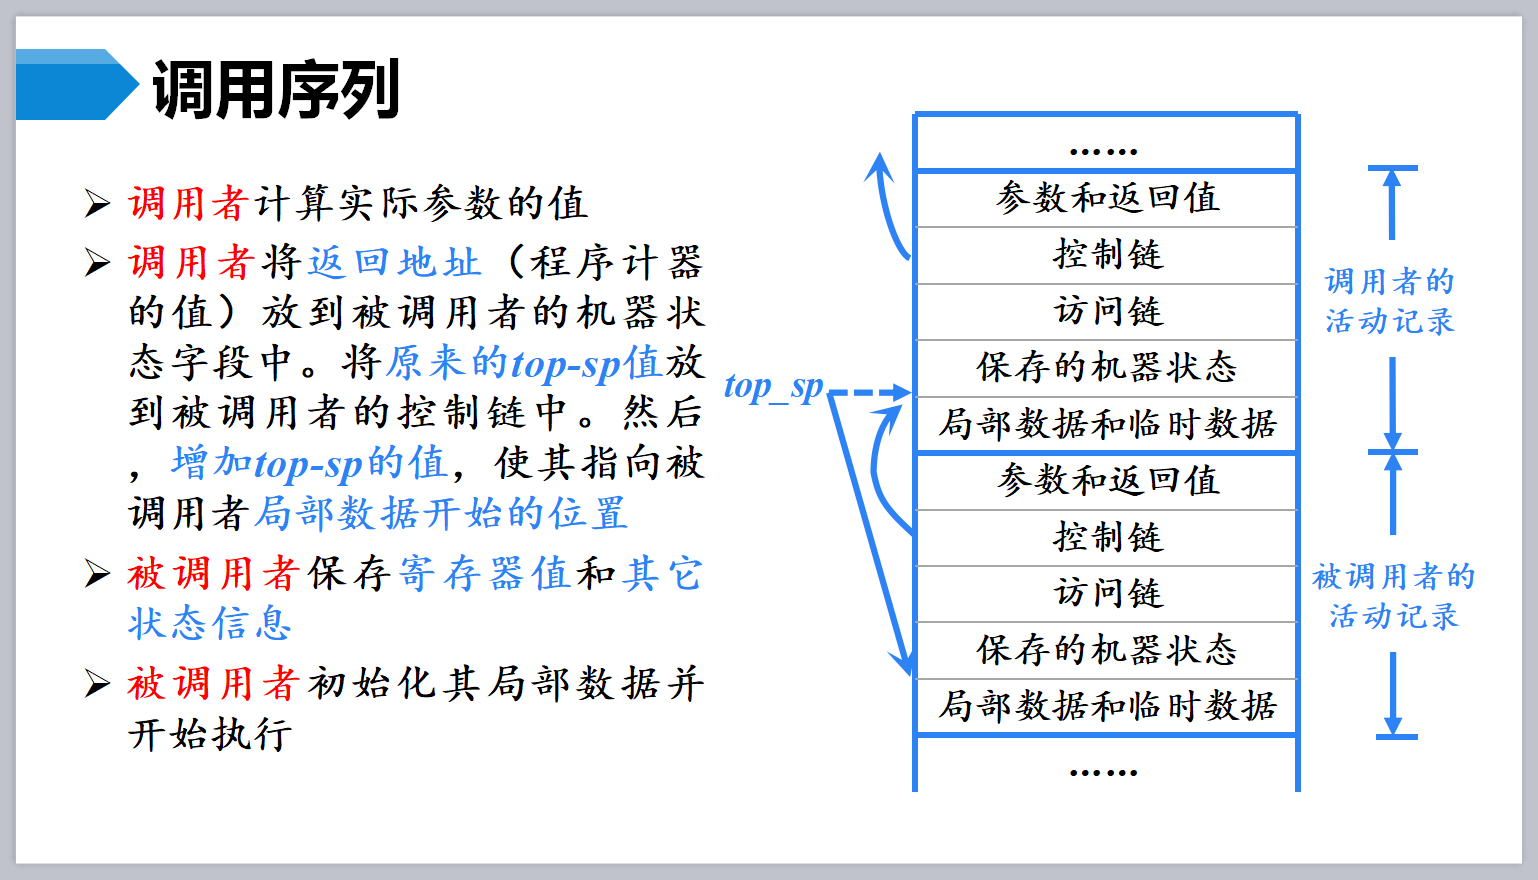 调用序列
➢ 调用者计算实际参数的值
➢ 调用者将返回地址（程序计器
的值）放到被调用者的机器状
态字段中。将原来的top-sp值放
到被调用者的控制链中。然后
，增加top-sp的值，使其指向被
调用者局部数据开始的位置
➢ 被调用者保存寄存器值和其它
状态信息
➢ 被调用者初始化其局部数据并
开始执行
top_sp
……
参数和返回值
控制链
访问链
保存的机器状态
局部数据和临时数据
参数和返回值
控制链
访问链
保存的机器状态
局部数据和临时数据
……
调用者的
活动记录
被调用者的
活动记录